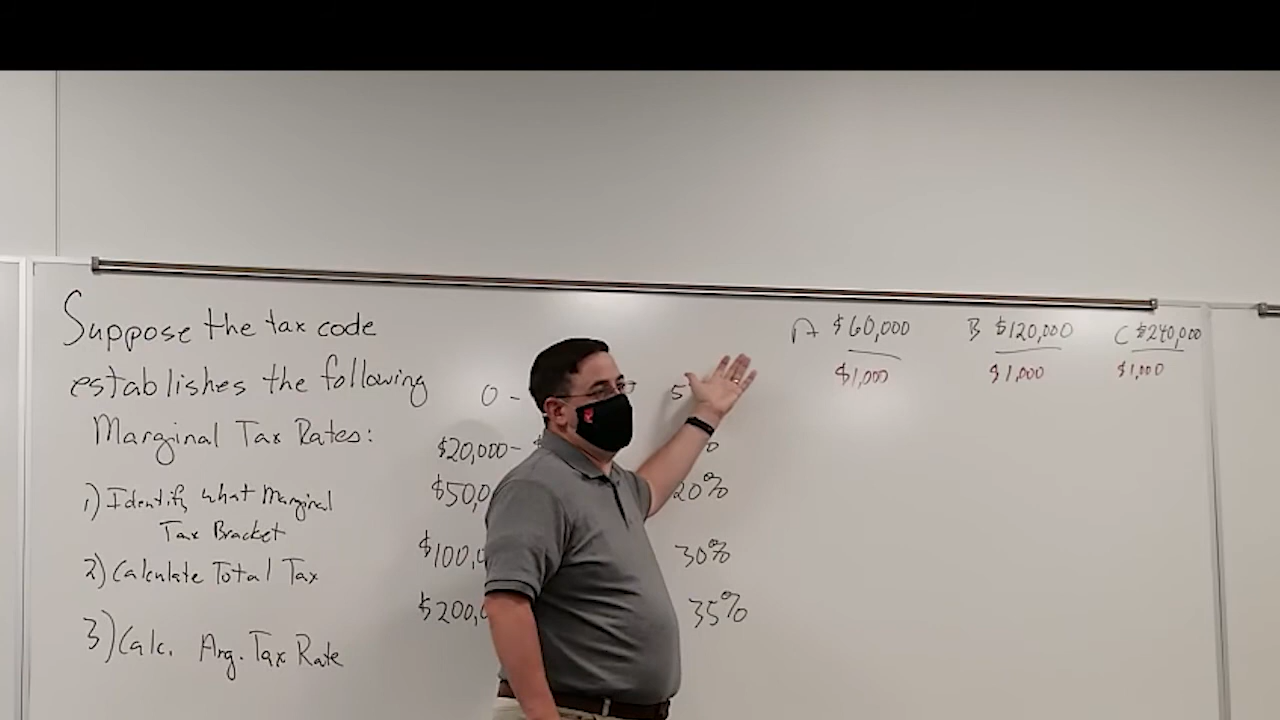 Suppose the tax code
establishes the following
Marginal Tax Rates:
1) Identify what Marginal
Tax Bracket
2) Calculate Total Tax
3) Calc. Avg. Tax Rate
0 -
$20,000-
20%
30%
35%
A $60,000
$1,000
B $120,000
$1,000
C $240,000
$1,000